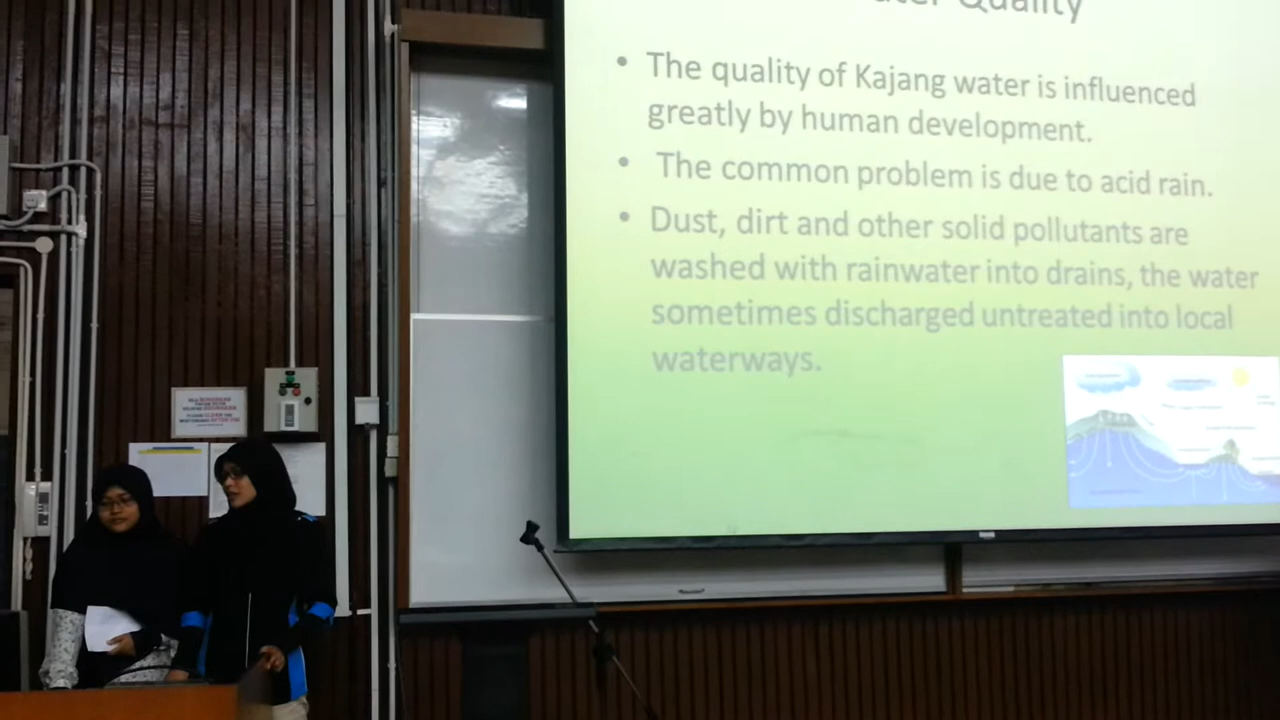 Quality
• The quality of Kajang water is influenced
greatly by human development.
• The common problem is due to acid rain.
• Dust, dirt and other solid pollutants are
washed with rainwater into drains, the water
sometimes discharged untreated into local
waterways.